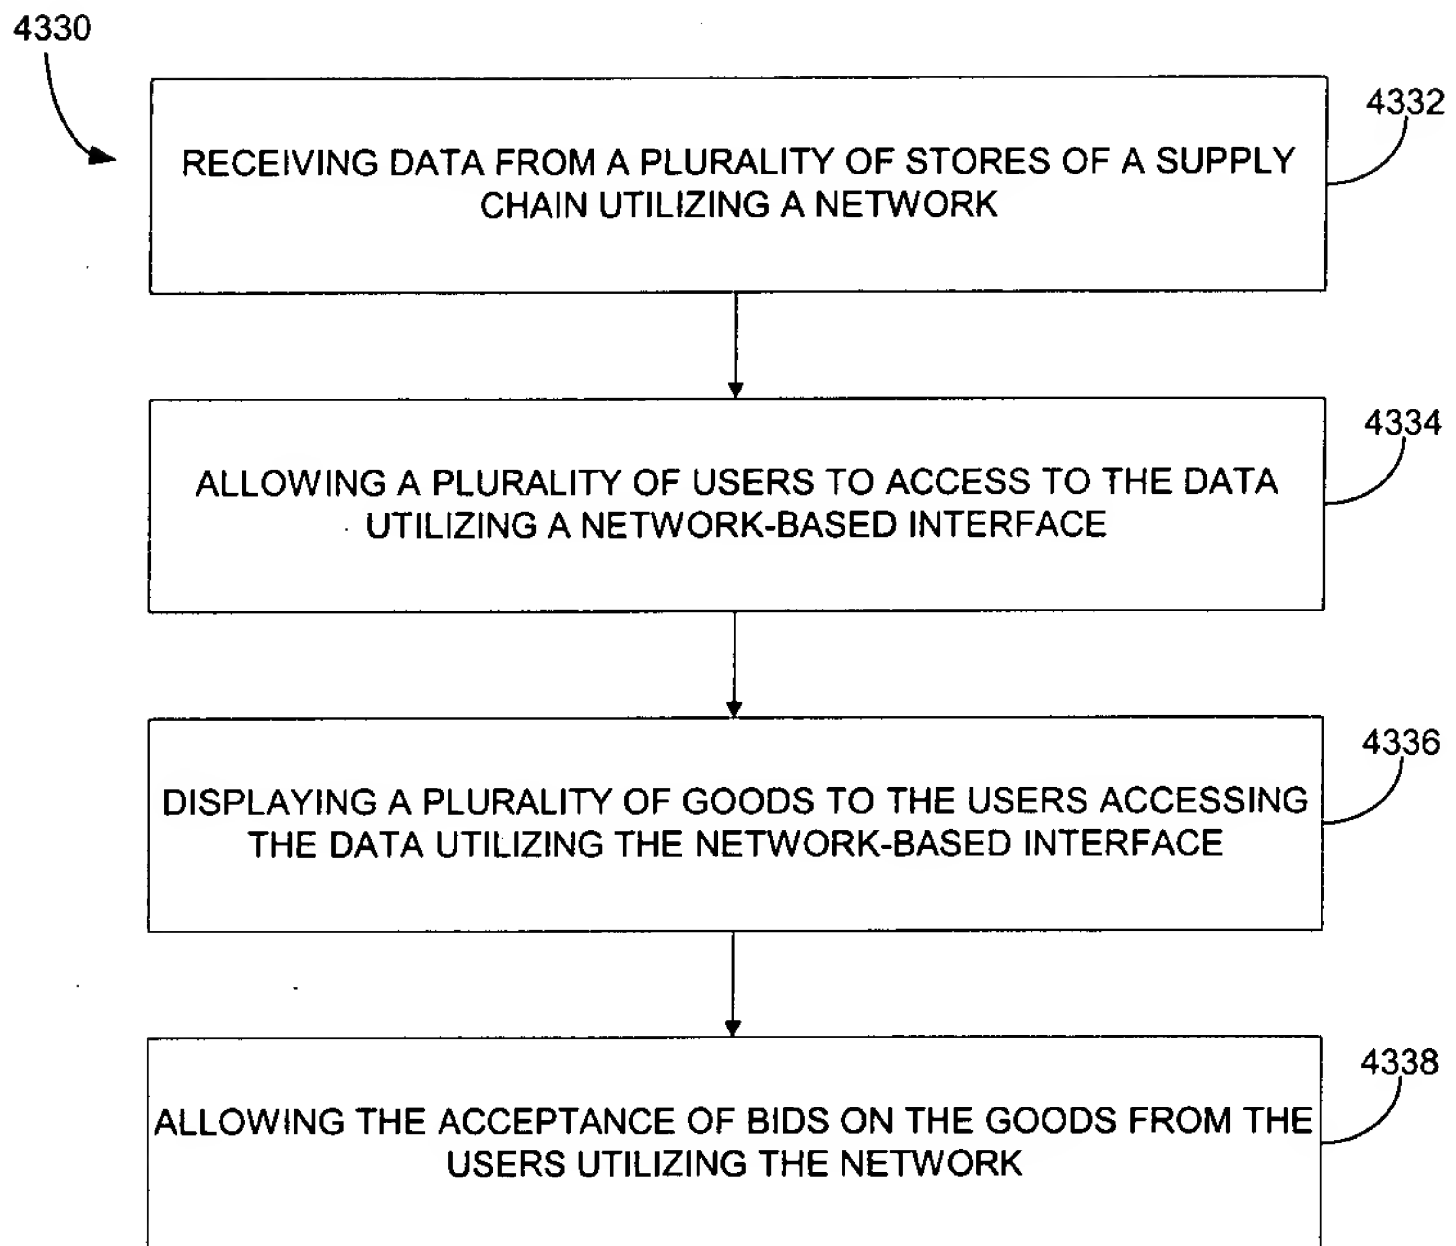 4330
4332
RECEIVING DATA FROM A PLURALITY OF STORES OF A SUPPLY
CHAIN UTILIZING A NETWORK
4334
ALLOWING A PLURALITY OF USERS TO ACCESS TO THE DATA
UTILIZING A NETWORK-BASED INTERFACE
4336
DISPLAYING A PLURALITY OF GOODS TO THE USERS ACCESSING
THE DATA UTILIZING THE NETWORK-BASED INTERFACE
4338
ALLOWING THE ACCEPTANCE OF BIDS ON THE GOODS FROM THE
USERS UTILIZING THE NETWORK